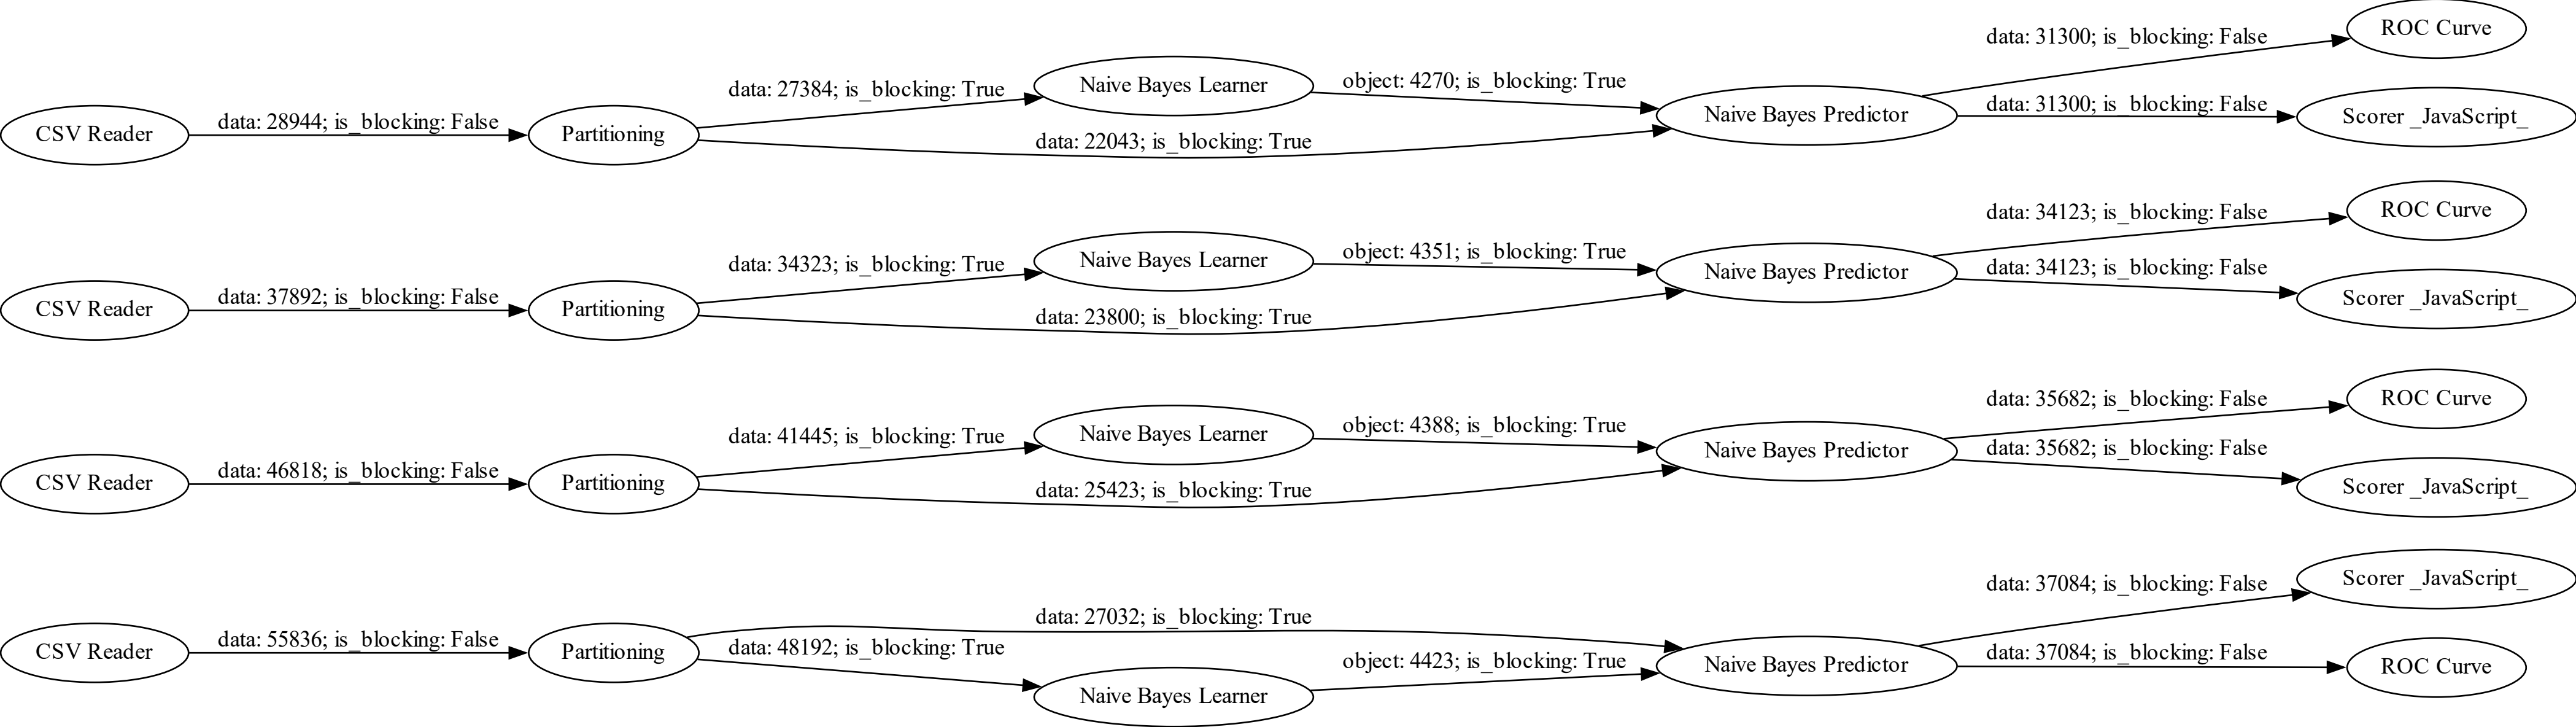 ROC Curve
data: 31300; is_blocking: False
Naive Bayes Learner
object: 4270; is_blocking: True
data: 27384; is_blocking: True
data: 31300; is_blocking: False
Naive Bayes Predictor
Scorer _JavaScript_
CSV Reader
data: 28944; is_blocking: False
Partitioning
data: 22043; is_blocking: True
ROC Curve
data: 34123; is_blocking: False
Naive Bayes Learner
object: 4351; is_blocking: True
data: 34323; is_blocking: True
data: 34123; is_blocking: False
Naive Bayes Predictor
Scorer _JavaScript_
CSV Reader
data: 37892; is_blocking: False
Partitioning
data: 23800; is_blocking: True
ROC Curve
data: 35682; is_blocking: False
Naive Bayes Learner
object: 4388; is_blocking: True
data: 41445; is_blocking: True
data: 35682; is_blocking: False
Naive Bayes Predictor
Scorer _JavaScript_
CSV Reader
data: 46818; is_blocking: False
Partitioning
data: 25423; is_blocking: True
Scorer _JavaScript_
data: 37084; is_blocking: False
data: 27032; is_blocking: True
CSV Reader
data: 55836; is_blocking: False
Partitioning
data: 48192; is_blocking: True
Naive Bayes Learner
object: 4423; is_blocking: True
Naive Bayes Predictor
data: 37084; is_blocking: False
ROC Curve